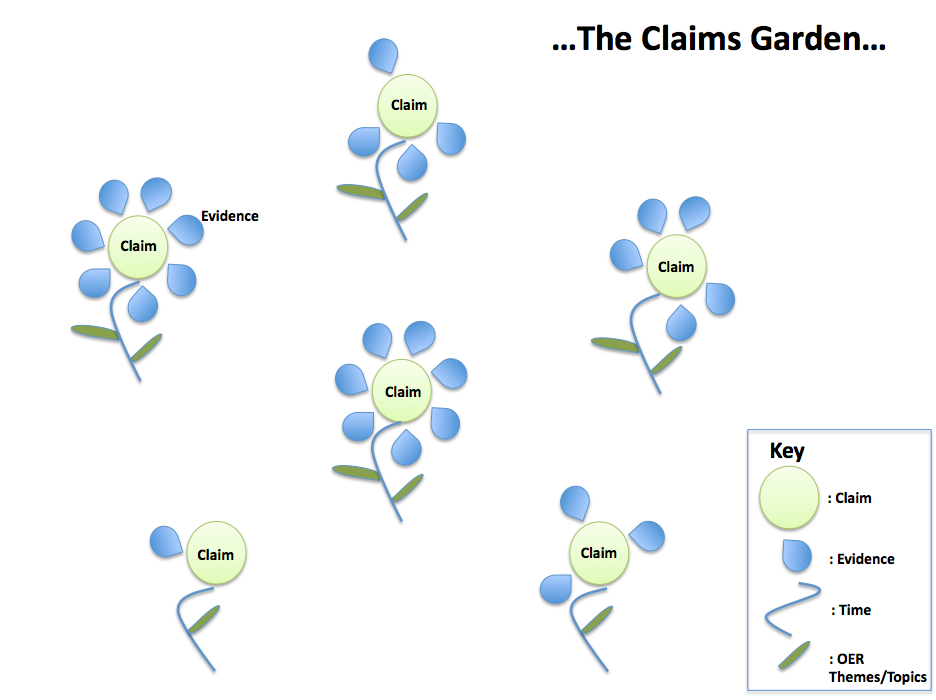 ...The Claims Garden...
Claim
Evidence
Claim
Claim
Claim
Claim
Claim
Key
: Claim
: Evidence
: Time
: OER
Themes/Topics